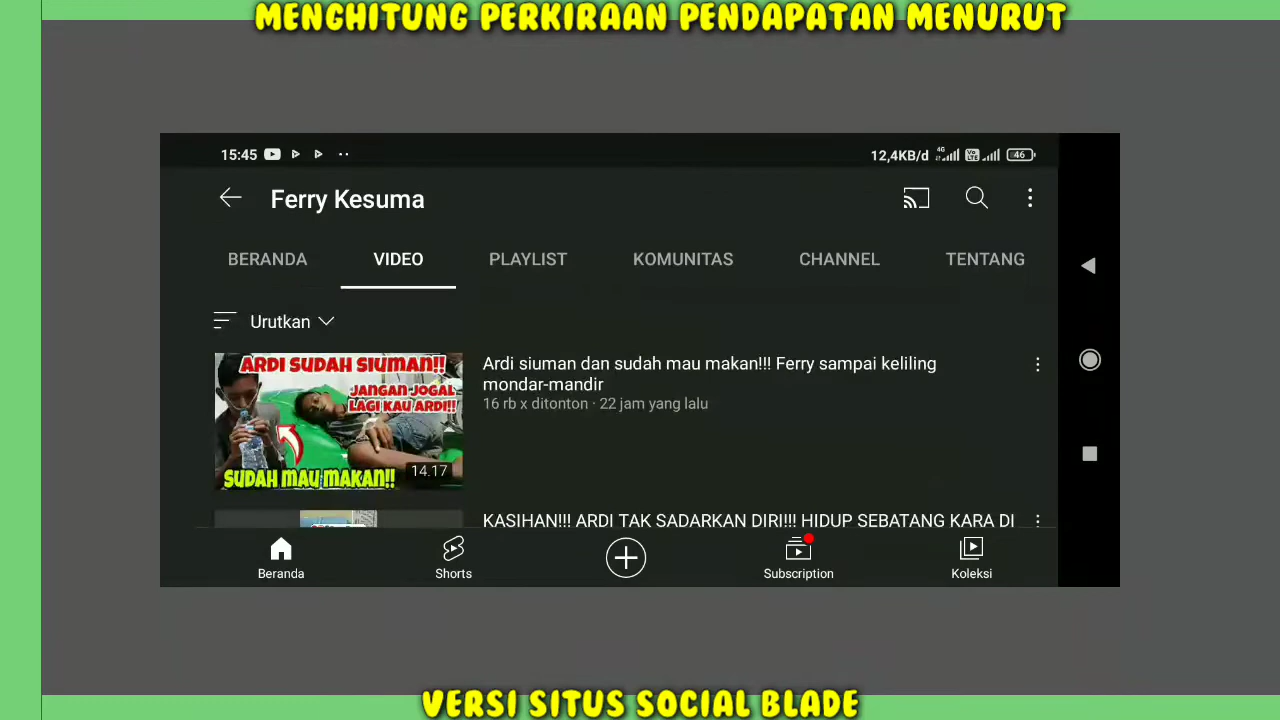 MENGHITUNG PERKIRAAN PENDAPATAN MENURUT
15:45
12,4KB/d 4G Vo LTE 46
Ferry Kesuma
BERANDA VIDEO PLAYLIST KOMUNITAS CHANNEL TENTANG
Urutkan
ARDI SUDAH SIUMAN!!
JANGAN JOGAL
LAGI KAU ARDI!!
SUDAH MAU MAKAN!!
14.17
Ardi siuman dan sudah mau makan!!! Ferry sampai keliling
mondar-mandir
16 rb x ditonton · 22 jam yang lalu
KASIHAN!!! ARDI TAK SADARKAN DIRI!!! HIDUP SEBATANG KARA DI
Beranda Shorts Subscription Koleksi
VERSI SITUS SOCIAL BLADE